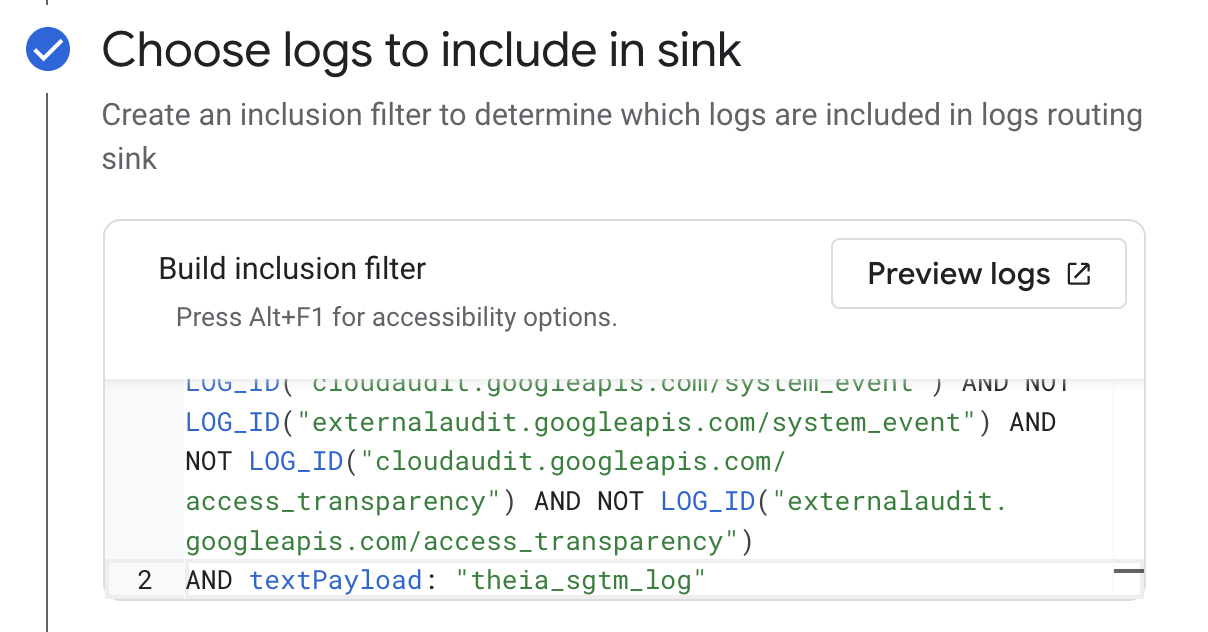 Choose logs to include in sink
Create an inclusion filter to determine which logs are included in logs routing
sink
Build inclusion filter
Preview logs
Press Alt+F1 for accessibility options.
LOG_ID("cloudaudit.googleapis.com/system_event") AND NOT
LOG_ID("externalaudit.googleapis.com/system_event") AND
NOT LOG_ID("cloudaudit.googleapis.com/
access_transparency") AND NOT LOG_ID("externalaudit.
googleapis.com/access_transparency")
2 AND textPayload: "theia_sgtm_log"